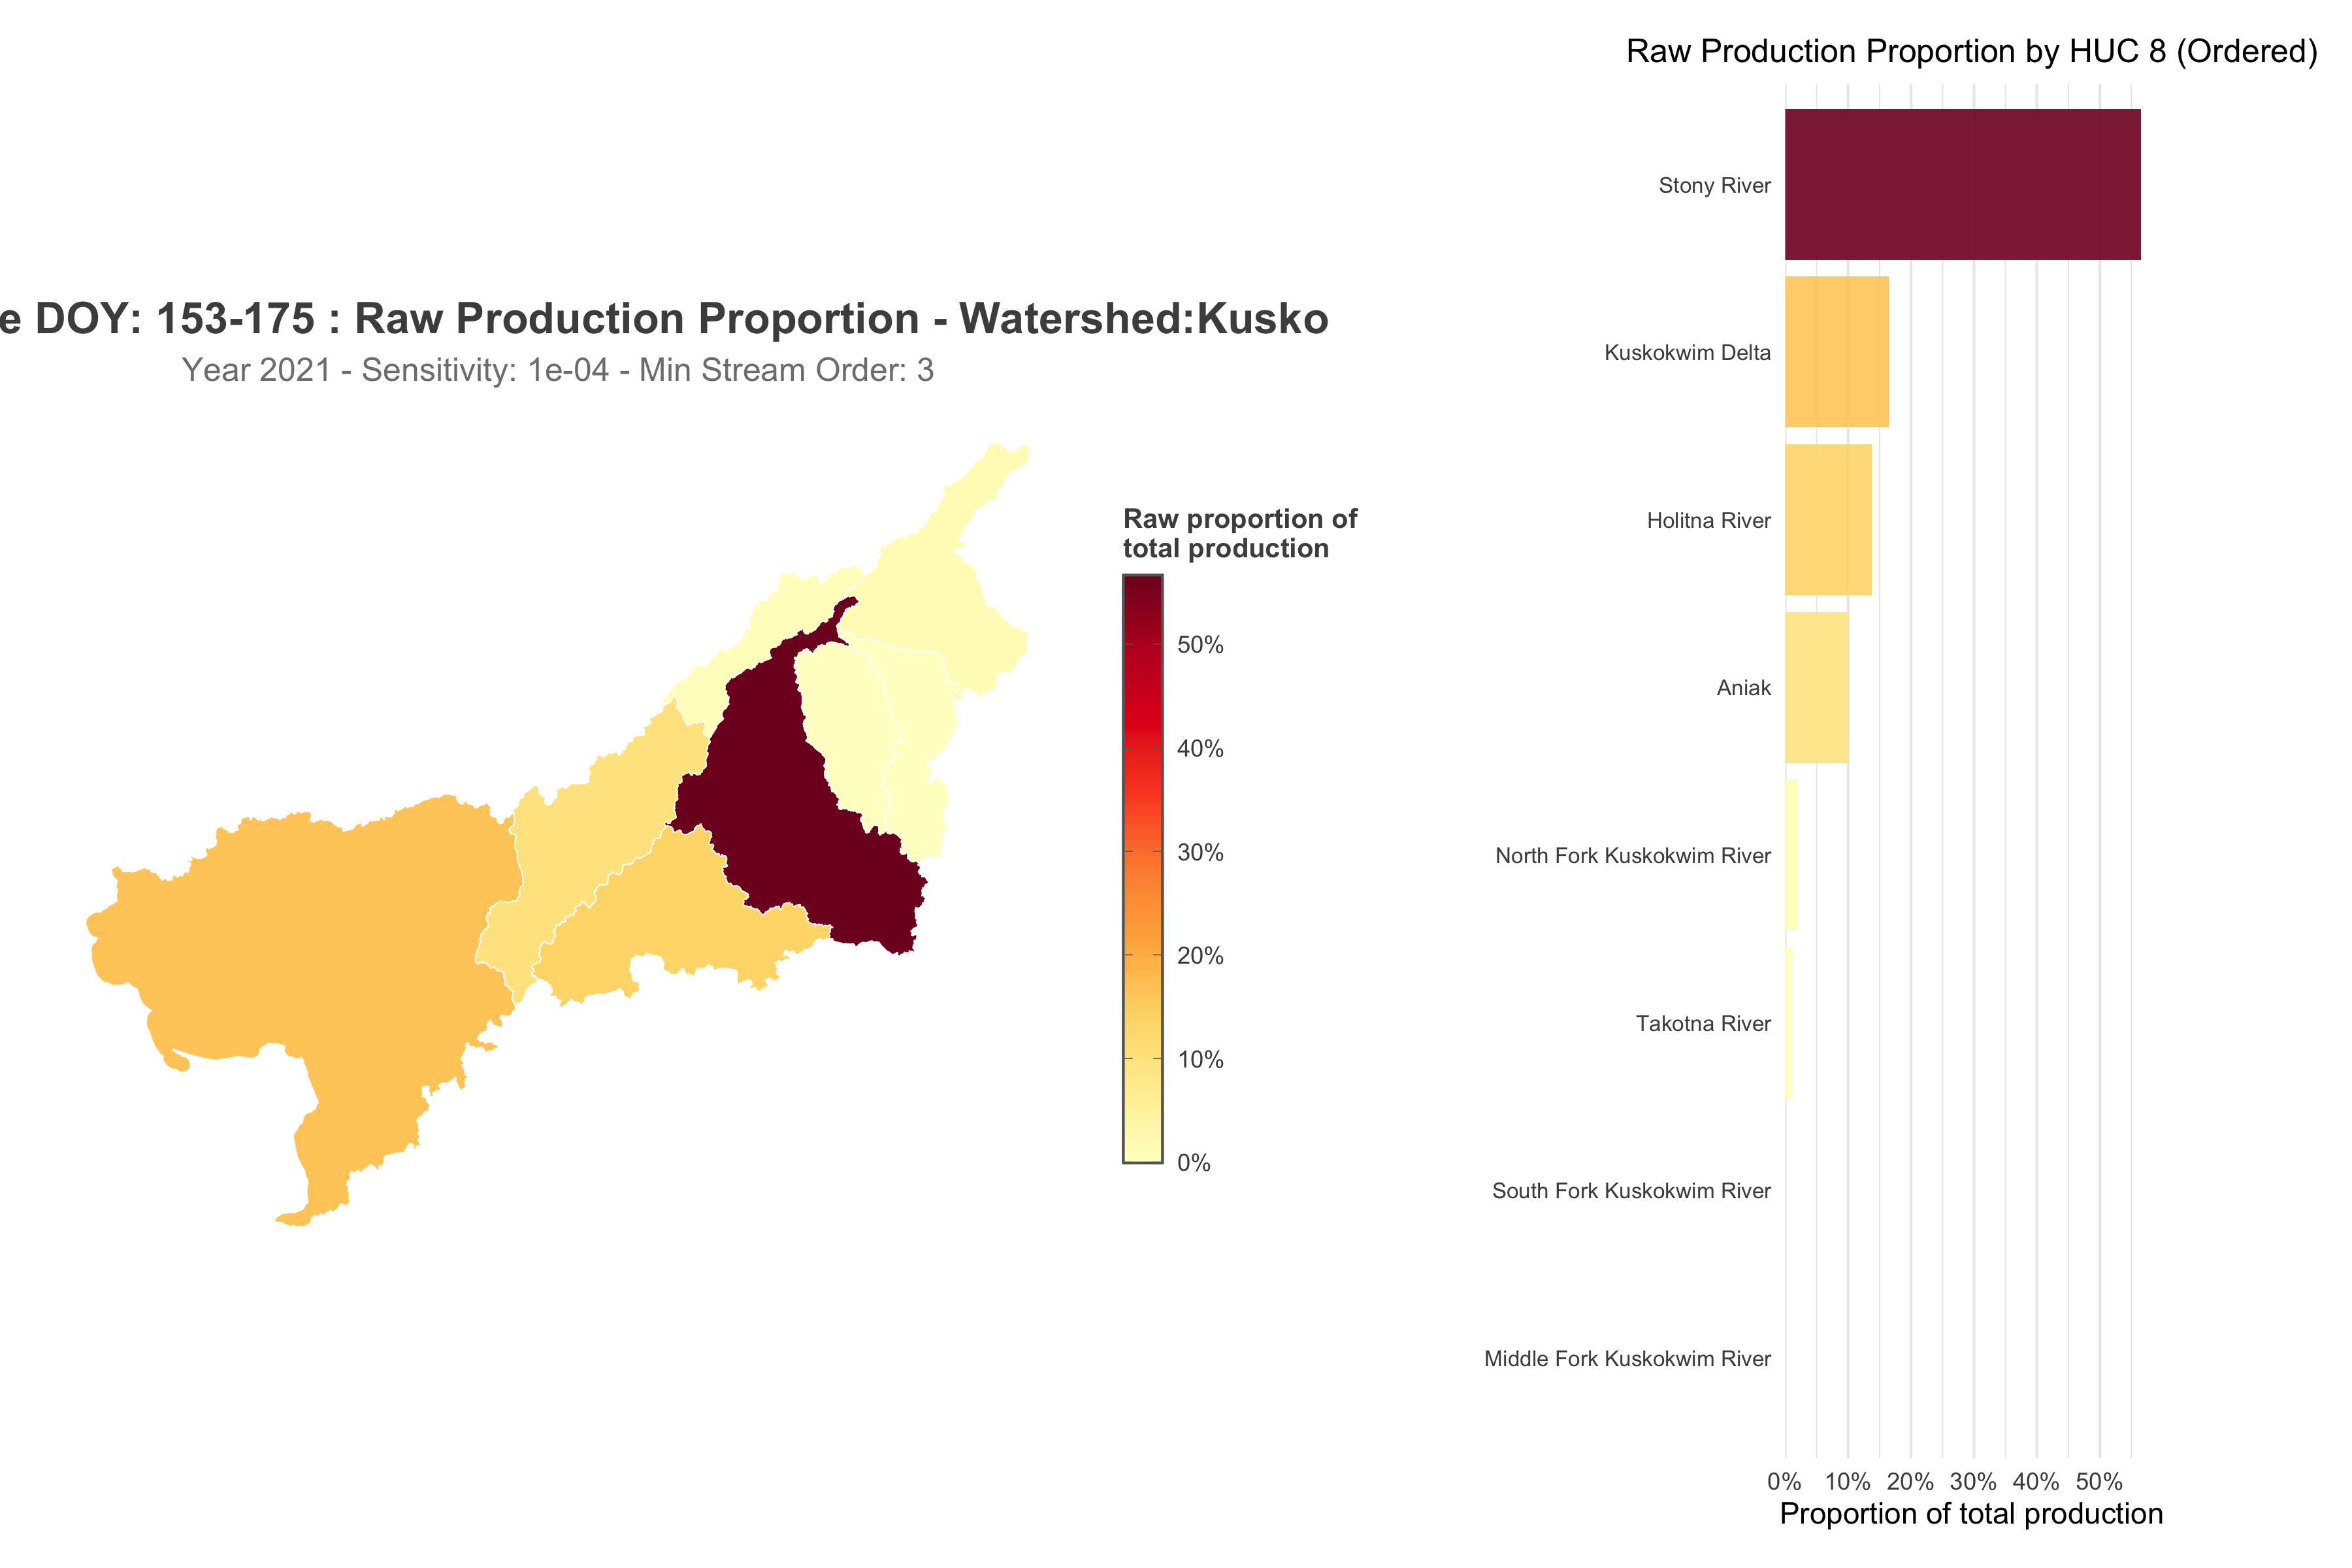 e DOY: 153-175 : Raw Production Proportion - Watershed:Kusko
Year 2021 - Sensitivity: 1e-04 - Min Stream Order: 3
Raw proportion of
total production
50%
40%
30%
20%
10%
0%
Raw Production Proportion by HUC 8 (Ordered)
Stony River
Kuskokwim Delta
Holitna River
Aniak
North Fork Kuskokwim River
Takotna River
South Fork Kuskokwim River
Middle Fork Kuskokwim River
0% 10% 20% 30% 40% 50%
Proportion of total production